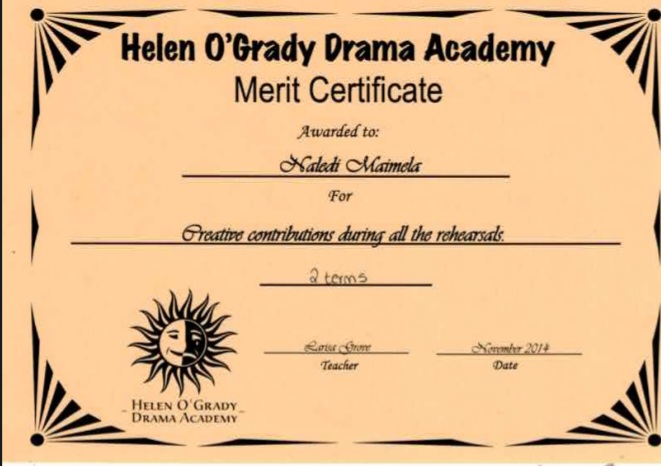 Helen O'Grady Drama Academy
Merit Certificate
Awarded to:
Naledi Maimela
For
Creative contributions during all the rehearsals.
2 terms
Larisa Grove
November 2014
Teacher
Date
HELEN O'GRADY
DRAMA ACADEMY